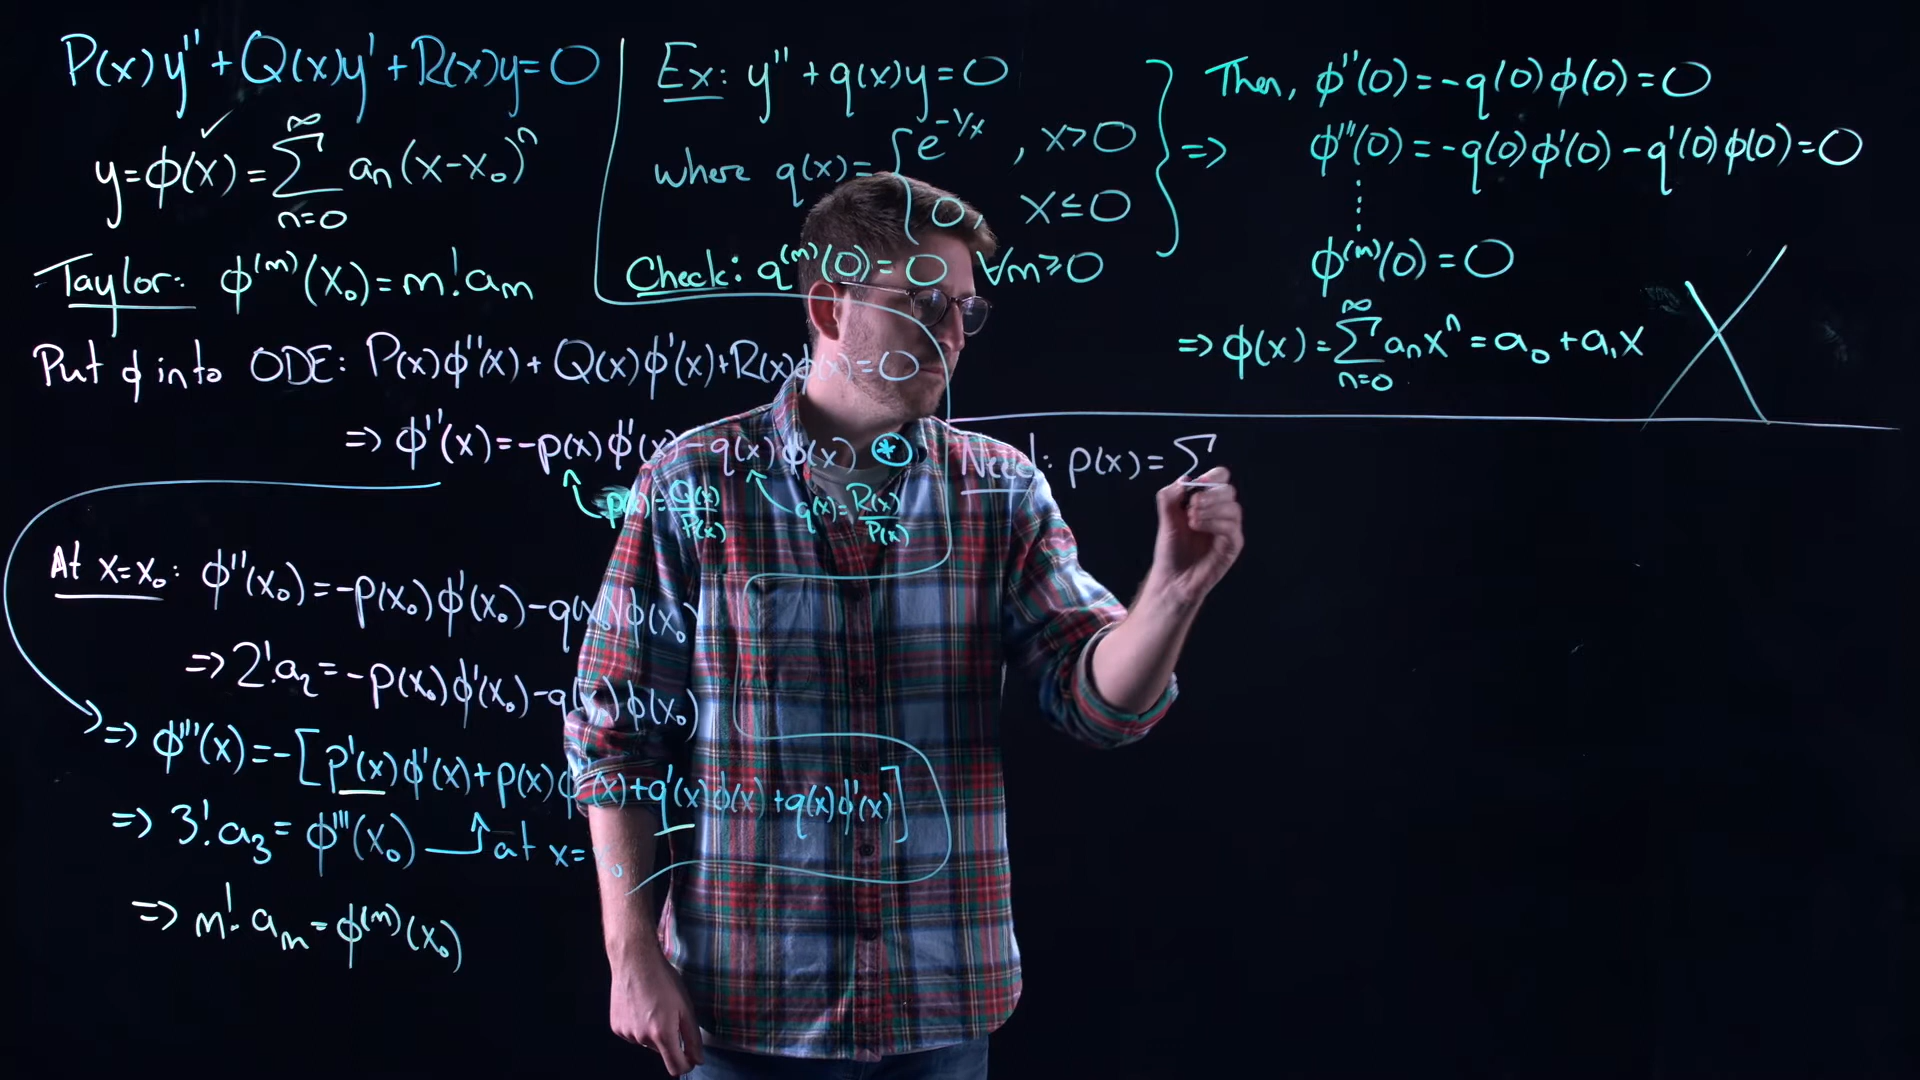 P(x)y''+Q(x)y'+R(x)y=0
✓
y=ϕ(x)=∑_{n=0}^{∞} a_n(x-x_0)^n
Taylor: ϕ^{(m)}(x_0)=m!a_m
Put ϕ into ODE: P(x)ϕ''(x)+Q(x)ϕ'(x)+R(x)ϕ(x)=0
=> ϕ''(x)=-p(x)ϕ'(x)-q(x)ϕ(x) ⊛
p(x)=Q(x)/P(x)
q(x)=R(x)/P(x)
At x=x_0: ϕ''(x_0)=-p(x_0)ϕ'(x_0)-q(x_0)ϕ(x_0)
=> 2!a_2=-p(x_0)ϕ'(x_0)-q(x_0)ϕ(x_0)
=> ϕ'''(x)=-[p'(x)ϕ'(x)+p(x)ϕ''(x)+q'(x)ϕ(x)+q(x)ϕ'(x)]
=> 3!a_3=ϕ'''(x_0) at x=x_0
=> m!a_m=ϕ^{(m)}(x_0)
Ex: y''+q(x)y=0
where q(x)={e^{-1/x}, x>0
0, x≤0
Check: q^{(m)}(0)=0 ∀m≥0
=> Then, ϕ''(0)=-q(0)ϕ(0)=0
ϕ'''(0)=-q(0)ϕ'(0)-q'(0)ϕ(0)=0
⋮
ϕ^{(m)}(0)=0
=> ϕ(x)=∑_{n=0}^{∞} a_n x^n=a_0+a_1x
Need: p(x)=∑